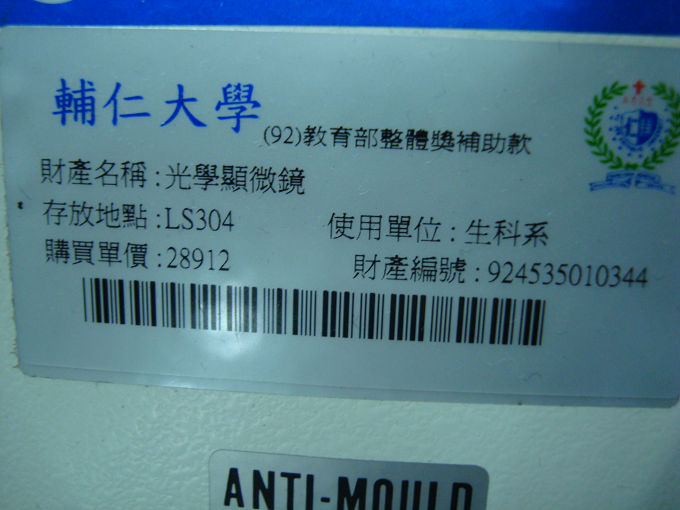 輔仁大學
(92)教育部整體獎補助款
財產名稱:光學顯微鏡
存放地點:LS304
使用單位:生科系
購買單價:28912
財產編號:924535010344
ANTI-MOULD